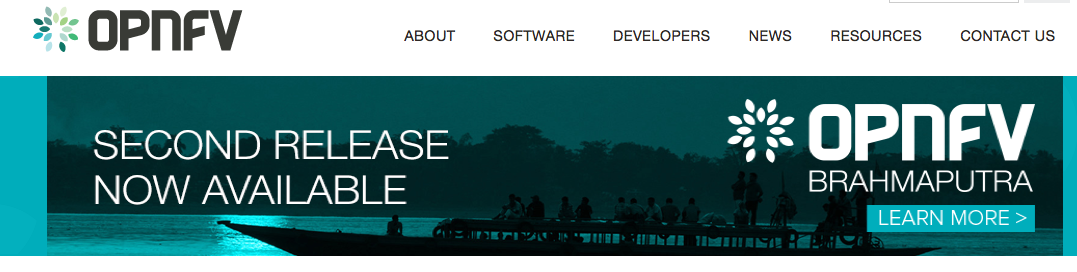 OPNFV
ABOUT SOFTWARE DEVELOPERS NEWS RESOURCES CONTACT US
SECOND RELEASE
NOW AVAILABLE
OPNFV
BRAHMAPUTRA
LEARN MORE >